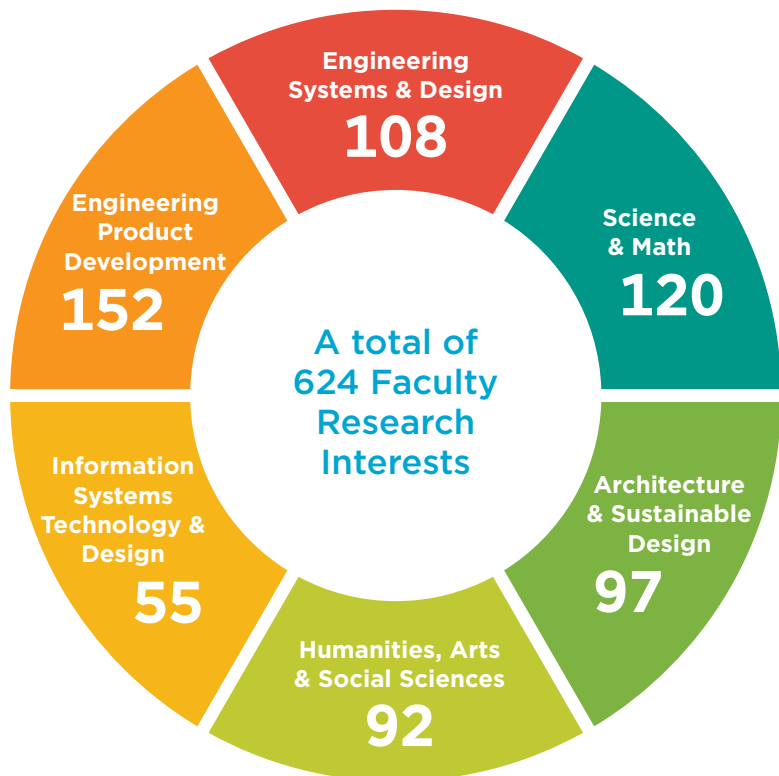 Engineering
Systems & Design
108
Science
& Math
120
Architecture
& Sustainable
Design
97
Humanities, Arts
& Social Sciences
92
Information
Systems
Technology &
Design
55
Engineering
Product
Development
152
A total of
624 Faculty
Research
Interests